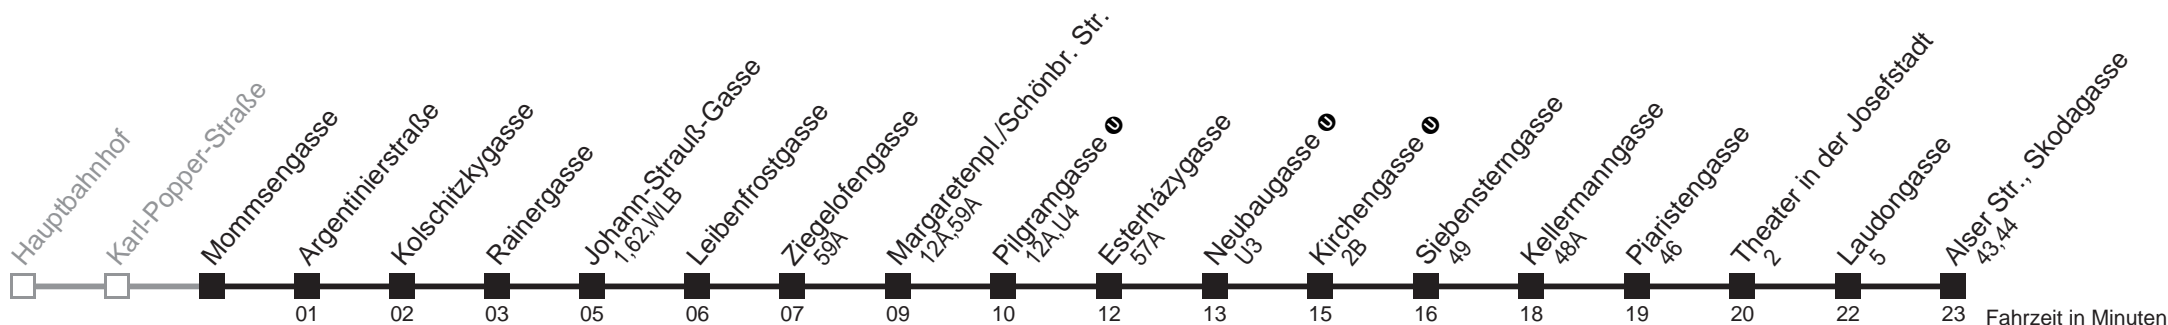 Hauptbahnhof
Karl-Popper-Straße
Mommsengasse
Argentinierstraße
01
Kolschitzkygasse
02
Rainergasse
03
Johann-Strauß-Gasse
1,62,WLB
05
Leibenfrostgasse
06
Ziegelofengasse
59A
07
Margaretenpl./Schönbr. Str.
12A,59A
09
Pilgramgasse U
12A,U4
10
Esterházygasse
57A
12
Neubaugasse U
U3
13
Kirchengasse U
2B
15
Siebensterngasse
49
16
Kellermanngasse
48A
18
Piaristengasse
46
19
Theater in der Josefstadt
2
20
Laudongasse
5
22
Alser Str., Skodagasse
43,44
23
Fahrzeit in Minuten